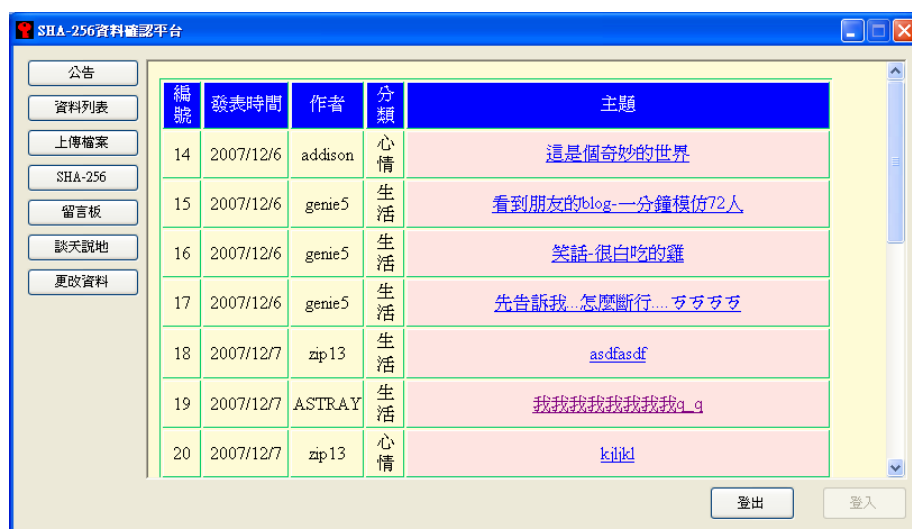 SHA-256資料確認平台
公告
資料列表
上傳檔案
SHA-256
留言板
談天說地
更改資料
編號 發表時間 作者 分類 主題
14 2007/12/6 addison 心情 這是個奇妙的世界
15 2007/12/6 genie5 生活 看到朋友的blog-一分鐘模仿72人
16 2007/12/6 genie5 生活 笑話-很白吃的雞
17 2007/12/6 genie5 生活 先告訴我...怎麼斷行....ㄎㄎㄎㄎ
18 2007/12/7 zip13 生活 asdfasdf
19 2007/12/7 ASTRAY 生活 我我我我我我我我q_q
20 2007/12/7 zip13 心情 kjljkl
登出 登入